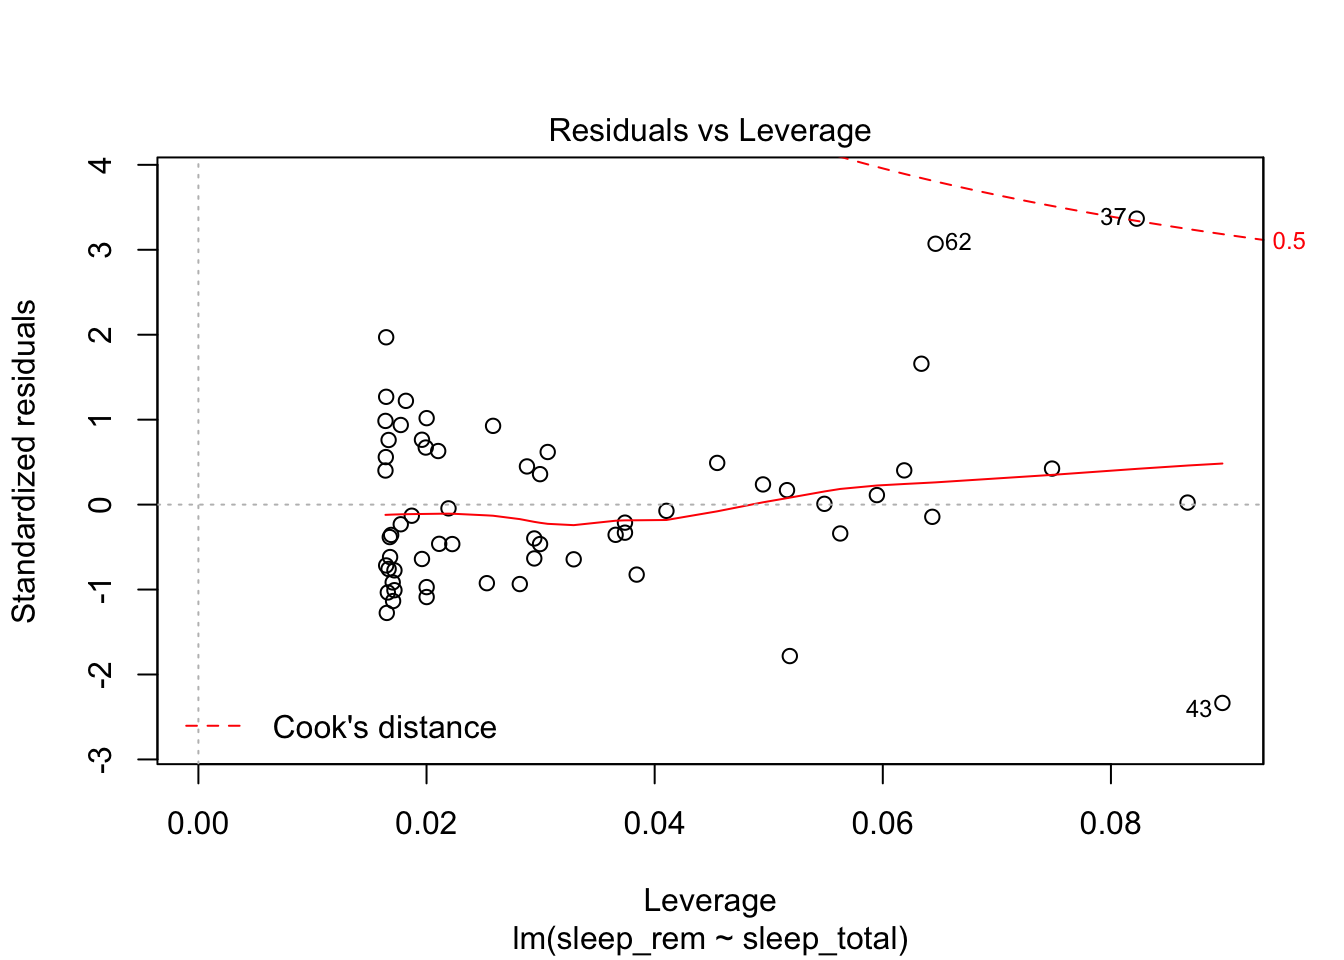 Residuals vs Leverage
Standardized residuals
4
3
2
1
0
-1
-2
-3
37
62
0.5
43
Cook's distance
0.00 0.02 0.04 0.06 0.08
Leverage
lm(sleep_rem ~ sleep_total)